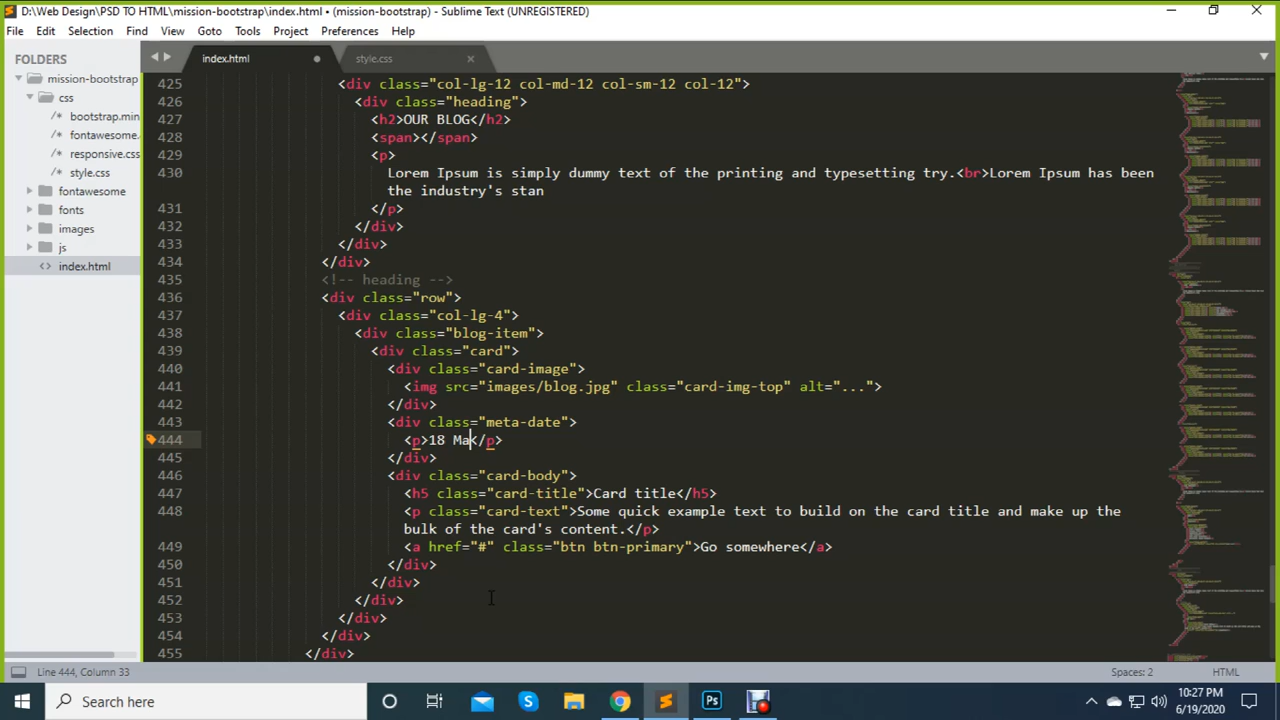 D:\Web Design\PSD TO HTML\mission-bootstrap\index.html • (mission-bootstrap) - Sublime Text (UNREGISTERED)
File Edit Selection Find View Goto Tools Project Preferences Help
FOLDERS
mission-bootstrap
css
/* bootstrap.min
/* fontawesome.
/* responsive.css
/* style.css
fontawesome
fonts
images
js
<> index.html
index.html style.css
425 <div class="col-lg-12 col-md-12 col-sm-12 col-12">
426 <div class="heading">
427 <h2>OUR BLOG</h2>
428 <span></span>
429 <p>
430 Lorem Ipsum is simply dummy text of the printing and typesetting try.<br>Lorem Ipsum has been
the industry's stan
431 </p>
432 </div>
433 </div>
434 </div>
435 <!-- heading -->
436 <div class="row">
437 <div class="col-lg-4">
438 <div class="blog-item">
439 <div class="card">
440 <div class="card-image">
441 <img src="images/blog.jpg" class="card-img-top" alt="...">
442 </div>
443 <div class="meta-date">
444 <p>18 Ma</p>
445 </div>
446 <div class="card-body">
447 <h5 class="card-title">Card title</h5>
448 <p class="card-text">Some quick example text to build on the card title and make up the
bulk of the card's content.</p>
449 <a href="#" class="btn btn-primary">Go somewhere</a>
450 </div>
451 </div>
452 </div>
453 </div>
454 </div>
455 </div>
Line 444, Column 33 Spaces: 2 HTML
Type here to search